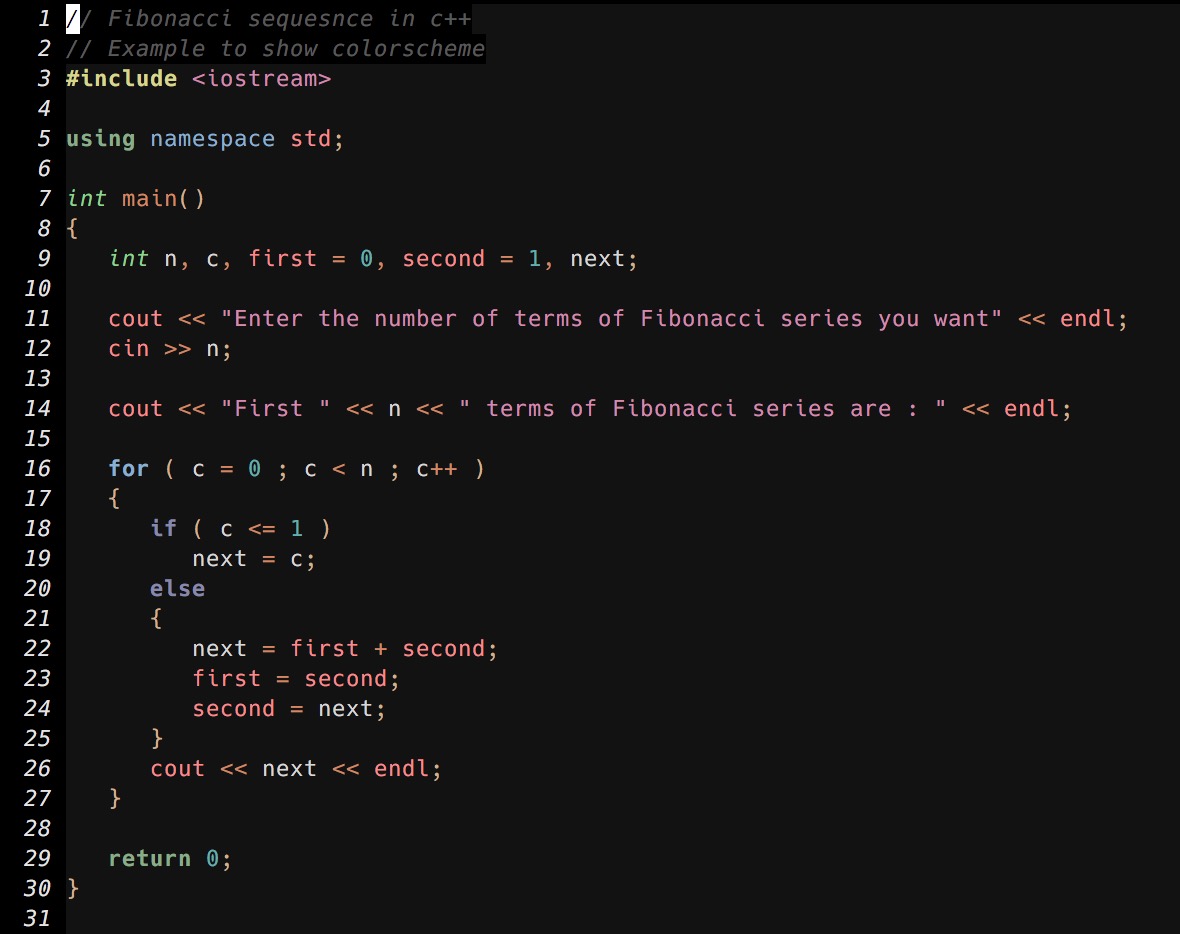 1 // Fibonacci sequesnce in c++
2 // Example to show colorscheme
3 #include <iostream>
4
5 using namespace std;
6
7 int main()
8 {
9    int n, c, first = 0, second = 1, next;
10
11    cout << "Enter the number of terms of Fibonacci series you want" << endl;
12    cin >> n;
13
14    cout << "First " << n << " terms of Fibonacci series are : " << endl;
15
16    for ( c = 0 ; c < n ; c++ )
17    {
18       if ( c <= 1 )
19          next = c;
20       else
21       {
22          next = first + second;
23          first = second;
24          second = next;
25       }
26       cout << next << endl;
27    }
28
29    return 0;
30 }
31